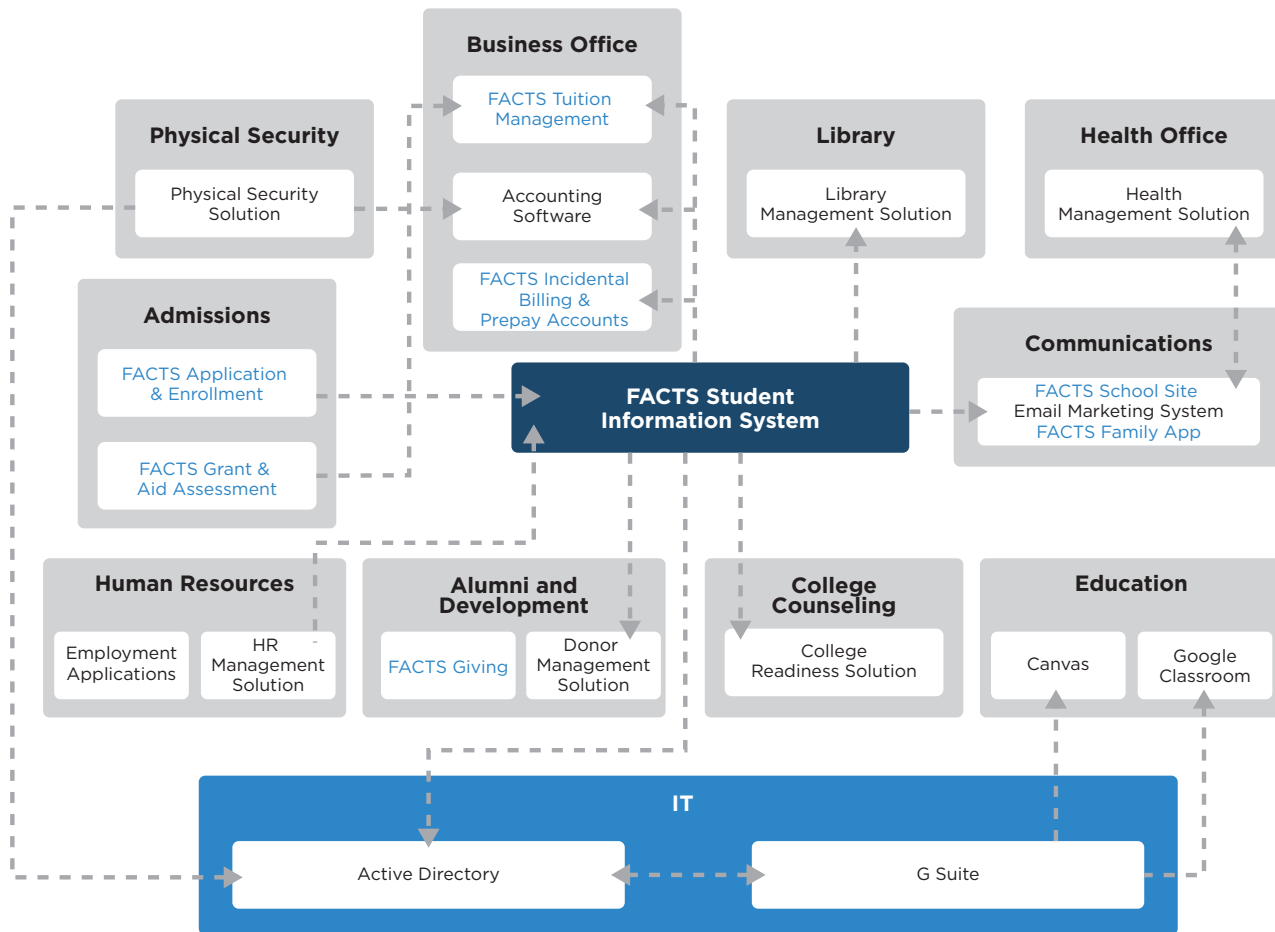 Business Office
FACTS Tuition
Management
Accounting
Software
FACTS Incidental
Billing &
Prepay Accounts
Physical Security
Physical Security
Solution
Library
Library
Management Solution
Health Office
Health
Management Solution
Admissions
FACTS Application
& Enrollment
FACTS Grant &
Aid Assessment
FACTS Student
Information System
Communications
FACTS School Site
Email Marketing System
FACTS Family App
Human Resources
Employment
Applications
HR
Management
Solution
Alumni and
Development
FACTS Giving
Donor
Management
Solution
College
Counseling
College
Readiness Solution
Education
Canvas
Google
Classroom
IT
Active Directory
G Suite